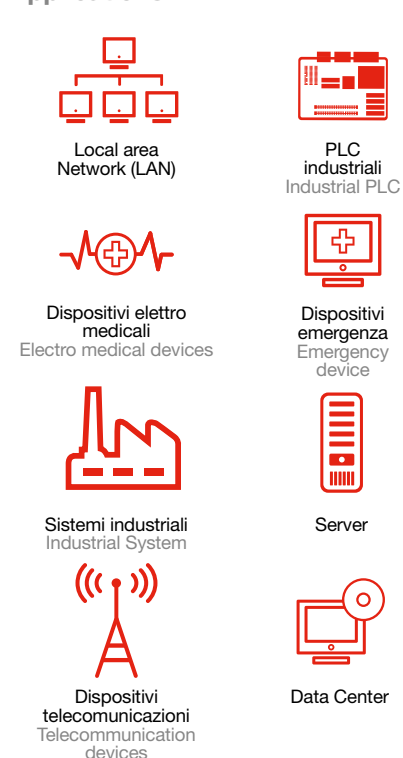 Local area
Network (LAN)
PLC
industriali
Industrial PLC
Dispositivi elettro
medicali
Electro medical devices
Dispositivi
emergenza
Emergency
device
Sistemi industriali
Industrial System
Server
Dispositivi
telecomunicazioni
Telecommunication
devices
Data Center